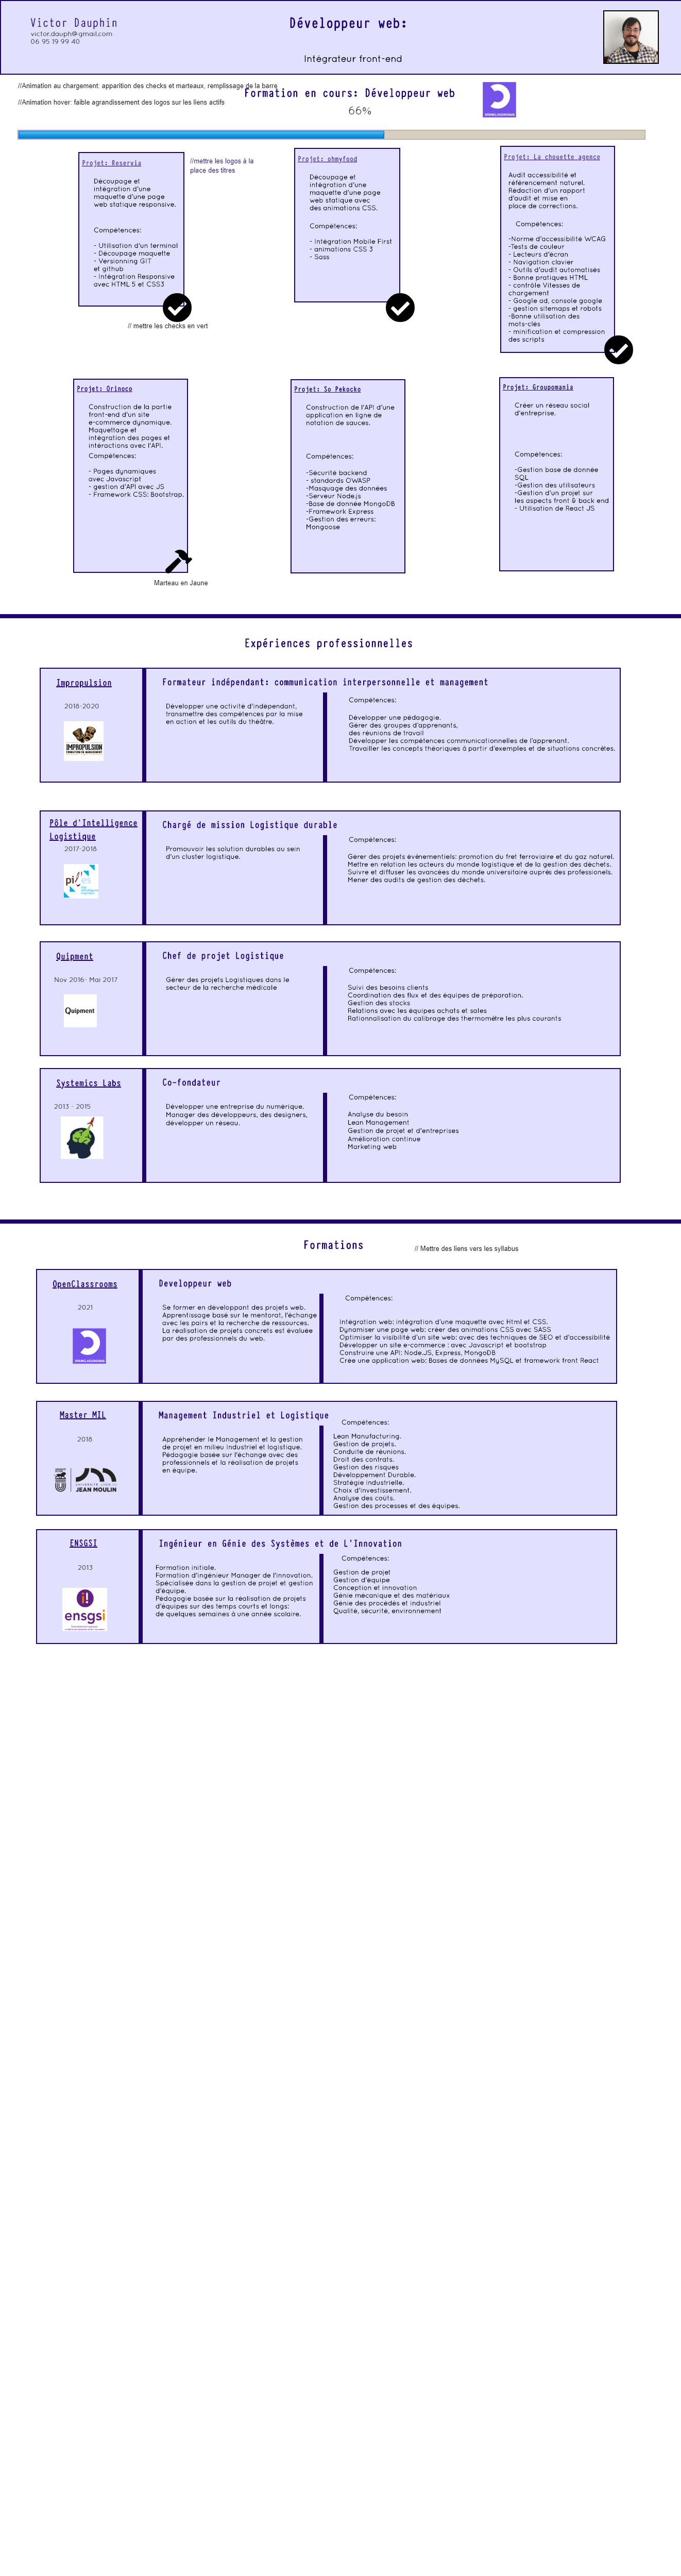 Victor Dauphin
victor.dauph@gmail.com
06 95 19 99 40
Développeur web:
Intégrateur front-end
//Animation au chargement: apparition des checks et marteaux, remplissage de la barre
//Animation hover: faible agrandissement des logos sur les liens actifs
Formation en cours: Développeur web
66%
OPENCLASSROOMS
Projet: Reservia
//mettre les logos à la
place des titres
Découpage et
intégration d'une
maquette d'une page
web statique responsive.
Compétences:
- Utilisation d'un terminal
- Découpage maquette
- Versionning GIT
et github
- Intégration Responsive
avec HTML 5 et CSS3
// mettre les checks en vert
Projet: ohmyfood
Découpage et
intégration d'une
maquette d'une page
web statique avec
des animations CSS.
Compétences:
- Intégration Mobile First
- animations CSS 3
- Sass
Projet: La chouette agence
Audit accessibilité et
référencement naturel.
Rédaction d'un rapport
d'audit et mise en
place de corrections.
Compétences:
-Norme d'accessibilité WCAG
-Tests de couleur
- Lecteurs d'écran
- Navigation clavier
- Outils d'audit automatisés
- Bonne pratiques HTML
- contrôle Vitesses de
chargement
- Google ad, console google
- gestion sitemaps et robots
-Bonne utilisation des
mots-clés
- minification et compression
des scripts
Projet: Orinoco
Construction de la partie
front-end d'un site
e-commerce dynamique.
Maquettage et
intégration des pages et
intéractions avec l'API.
Compétences:
- Pages dynamiques
avec Javascript
- gestion d'API avec JS
- Framework CSS: Bootstrap.
Marteau en Jaune
Projet: So Pekocko
Construction de l'API d'une
application en ligne de
notation de sauces.
Compétences:
-Sécurité backend
- standards OWASP
-Masquage des données
-Serveur Node.js
-Base de donnée MongoDB
-Framework Express
-Gestion des erreurs:
Mongoose
Projet: Groupomania
Créer un réseau social
d'entreprise.
Compétences:
-Gestion base de donnée
SQL
-Gestion des utilisateurs
-Gestion d'un projet sur
les aspects front & back end
- Utilisation de React JS
Expériences professionnelles
Impropulsion
2018-2020
IMPROPULSION
Formateur indépendant: communication interpersonnelle et management
Développer une activité d'indépendant,
transmettre des compétences par la mise
en action et les outils du théâtre.
Compétences:
Développer une pédagogie.
Gérer des groupes d'apprenants,
des réunions de travail
Développer les compétences communicationnelles de l'apprenant.
Travailler les concepts théoriques à partir d'exemples et de situations concrètes.
Pôle d'Intelligence
Logistique
2017-2018
Chargé de mission Logistique durable
Promouvoir les solutions durables au sein
d'un cluster logistique.
Compétences:
Gérer des projets événementiels: promotion du fret ferroviaire et du gaz naturel.
Mettre en relation les acteurs du monde logistique et de la gestion des déchets.
Suivre et diffuser les avancées du monde universitaire auprès des professionels.
Mener des audits de gestion des déchets.
Quipment
Nov 2016- Mai 2017
Quipment
Chef de projet Logistique
Gérer des projets Logistiques dans le
secteur de la recherche médicale
Compétences:
Suivi des besoins clients
Coordination des flux et des équipes de préparation.
Gestion des stocks
Relations avec les équipes achats et sales
Rationnalisation du calibrage des thermomètre les plus courants
Systemics Labs
2013 - 2015
Co-fondateur
Développer une entreprise du numérique.
Manager des développeurs, des designers,
développer un réseau.
Compétences:
Analyse du besoin
Lean Management
Gestion de projet et d'entreprises
Amélioration continue
Marketing web
Formations
// Mettre des liens vers les syllabus
OpenClassrooms
2021
OPENCLASSROOMS
Developpeur web
Se former en développant des projets web.
Apprentissage basé sur le mentorat, l'échange
avec les pairs et la recherche de ressources.
La réalisation de projets concrets est évaluée
par des professionnels du web.
Compétences:
Intégration web: intégration d'une maquette avec Html et CSS.
Dynamiser une page web: créer des animations CSS avec SASS
Optimiser la visibilité d'un site web: avec des techniques de SEO et d'accessibilité
Développer un site e-commerce : avec Javascript et bootstrap
Construire une API: Node.JS, Express, MongoDB
Crée une application web: Bases de données MySQL et framework front React
Master MIL
2018
UNIVERSITÉ LYON
JEAN MOULIN
Management Industriel et Logistique
Appréhender le Management et la gestion
de projet en milieu industriel et logistique.
Pédagogie basée sur l'échange avec des
professionnels et la réalisation de projets
en équipe.
Compétences:
Lean Manufacturing.
Gestion de projets.
Conduite de réunions.
Droit des contrats.
Gestion des risques
Développement Durable.
Stratégie industrielle.
Choix d'investissement.
Analyse des coûts.
Gestion des processus et des équipes.
ENSGSI
2013
ensgsi
Ingénieur en Génie des Systèmes et de L'Innovation
Formation initiale.
Formation d'ingénieur Manager de l'innovation.
Spécialisée dans la gestion de projet et gestion
d'équipe.
Pédagogie basée sur la réalisation de projets
d'équipes sur des temps courts et longs:
de quelques semaines à une année scolaire.
Compétences:
Gestion de projet
Gestion d'équipe
Conception et innovation
Génie mécanique et des matériaux
Génie des procédés et industriel
Qualité, sécurité, environnement